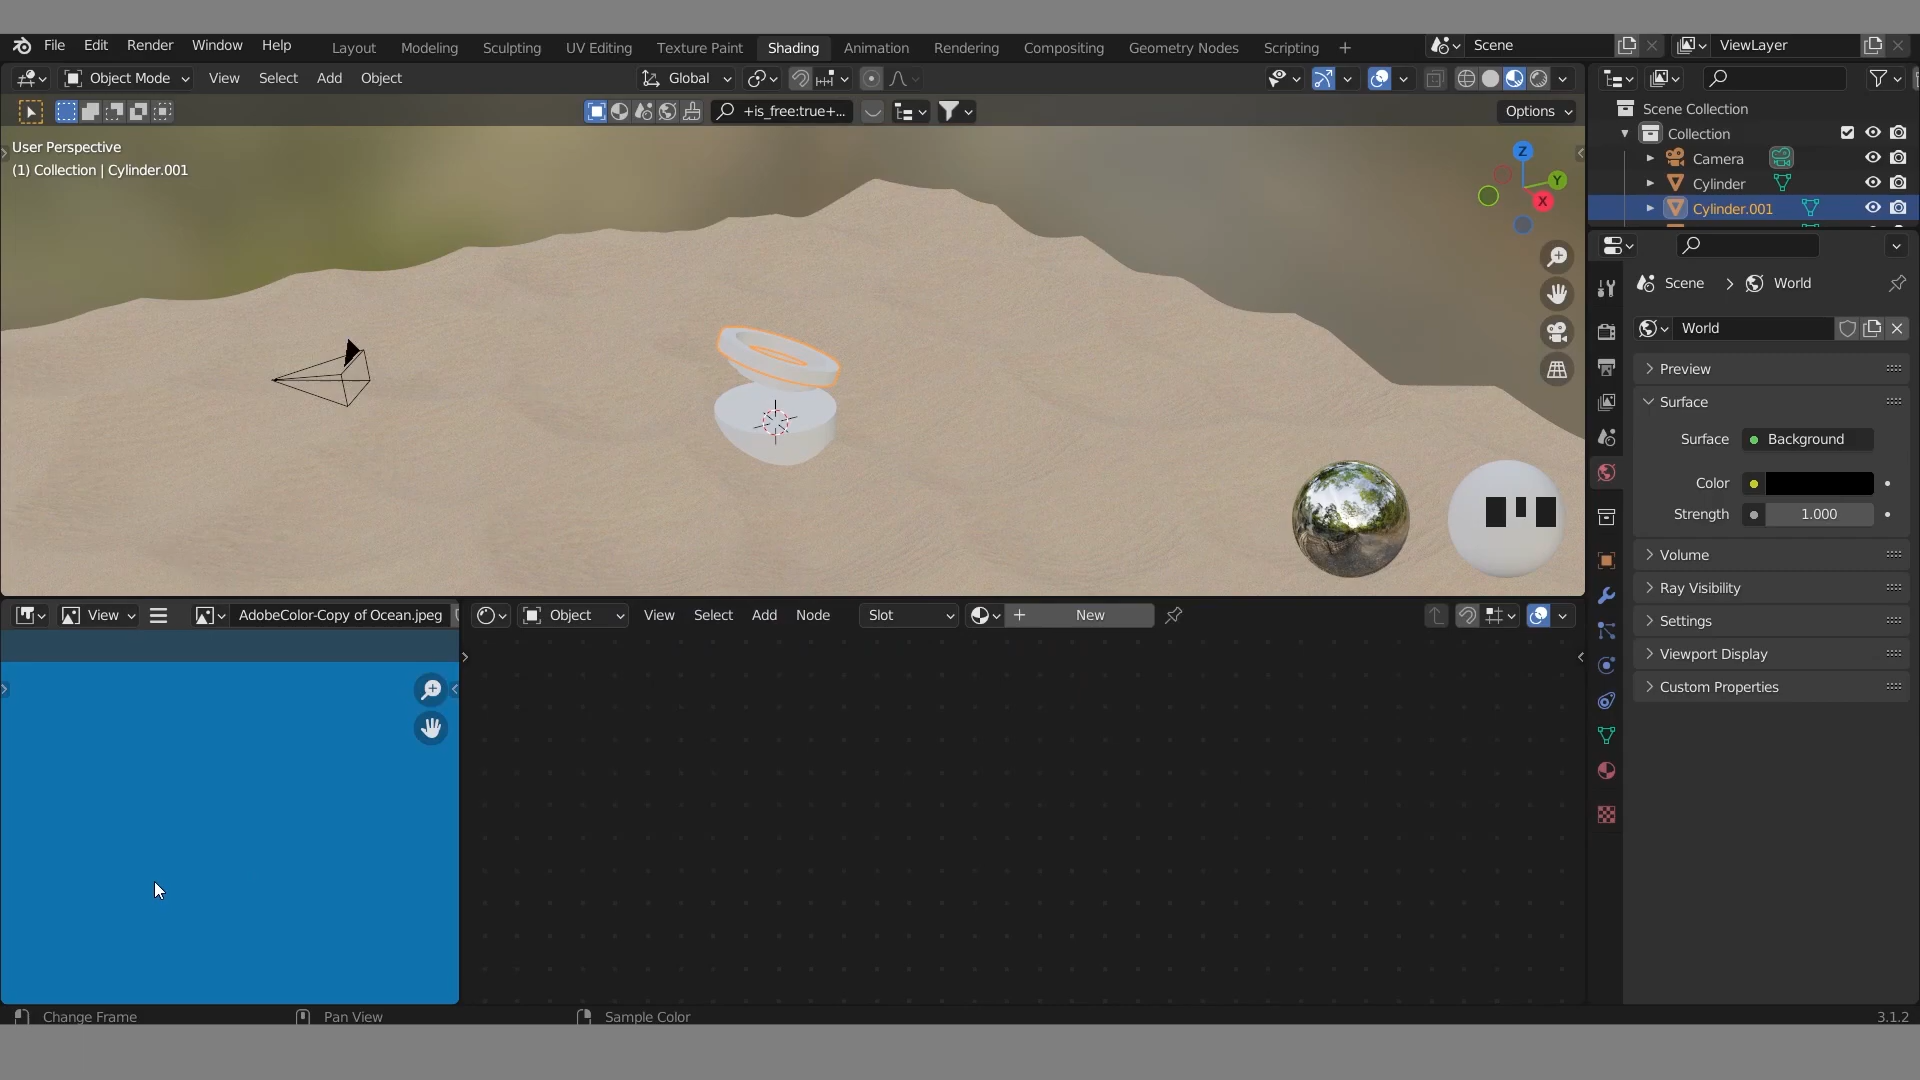 File Edit Render Window Help
Layout Modeling Sculpting UV Editing Texture Paint Shading Animation Rendering Compositing Geometry Nodes Scripting +
Scene
ViewLayer
Object Mode View Select Add Object
Global
+is_free:true+...
Options
User Perspective
(1) Collection | Cylinder.001
Z
Y
X
Scene Collection
Collection
Camera
Cylinder
Cylinder.001
Scene > World
World
Preview
Surface
Surface Background
Color
Strength 1.000
Volume
Ray Visibility
Settings
Viewport Display
Custom Properties
View
AdobeColor-Copy of Ocean.jpeg
Object View Select Add Node
Slot
+ New
Change Frame
Pan View
Sample Color
3.1.2